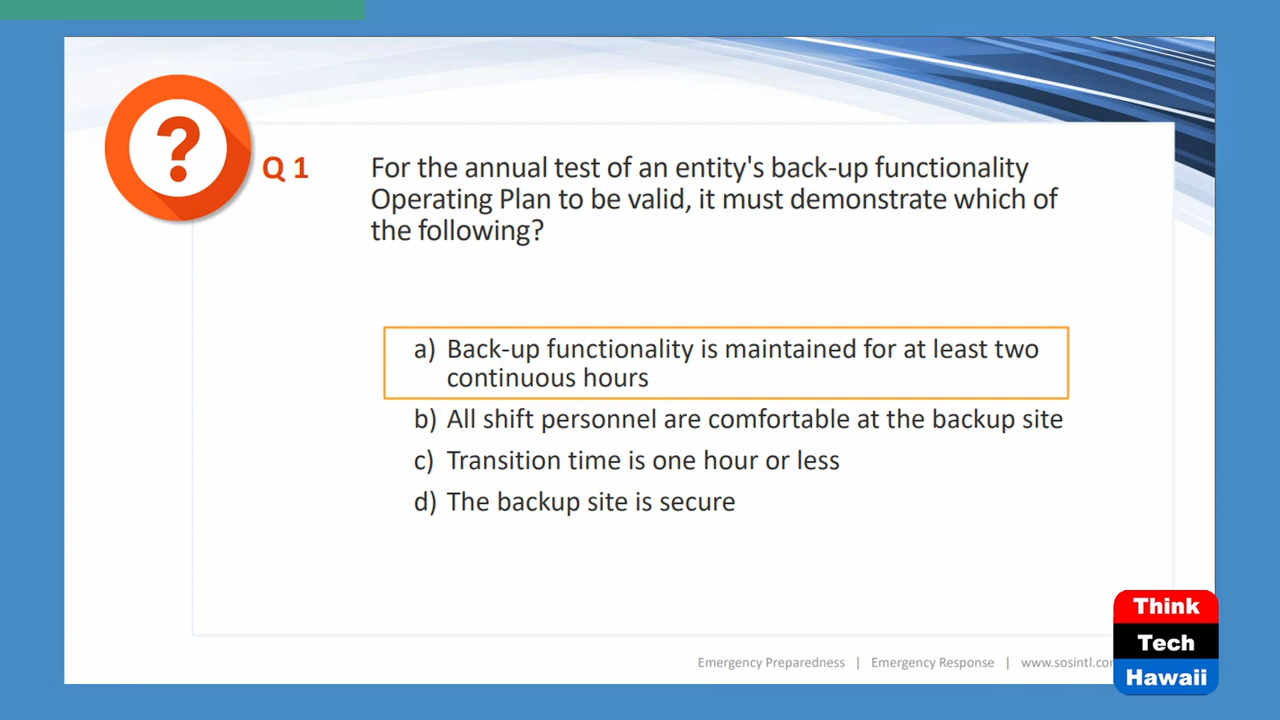 ?
Q 1
For the annual test of an entity's back-up functionality
Operating Plan to be valid, it must demonstrate which of
the following?
a) Back-up functionality is maintained for at least two
continuous hours
b) All shift personnel are comfortable at the backup site
c) Transition time is one hour or less
d) The backup site is secure
Emergency Preparedness | Emergency Response | www.sosintl.co
Think
Tech
Hawaii